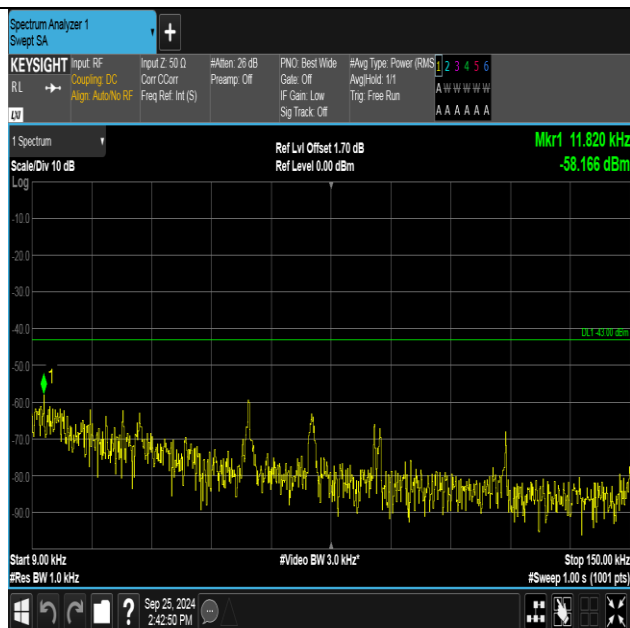 Spectrum Analyzer 1
Swept SA
+
KEYSIGHT
RL
LXI
Input: RF
Coupling: DC
Align: Auto/No RF
Input Z: 50 Ω
Corr CCorr
Freq Ref: Int (S)
#Atten: 26 dB
Preamp: Off
PNO: Best Wide
Gate: Off
IF Gain: Low
Sig Track: Off
#Avg Type: Power (RMS
Avg|Hold: 1/1
Trig: Free Run
1 2 3 4 5 6
A W W W W W
A A A A A A
1 Spectrum
Scale/Div 10 dB
Ref Lvl Offset 1.70 dB
Ref Level 0.00 dBm
Mkr1 11.820 kHz
-58.166 dBm
Log
-10.0
-20.0
-30.0
-40.0
DL1 -43.00 dBm
-50.0
1
-60.0
-70.0
-80.0
-90.0
Start 9.00 kHz
#Video BW 3.0 kHz*
Stop 150.00 kHz
#Res BW 1.0 kHz
#Sweep 1.00 s (1001 pts)
?
Sep 25, 2024
2:42:50 PM